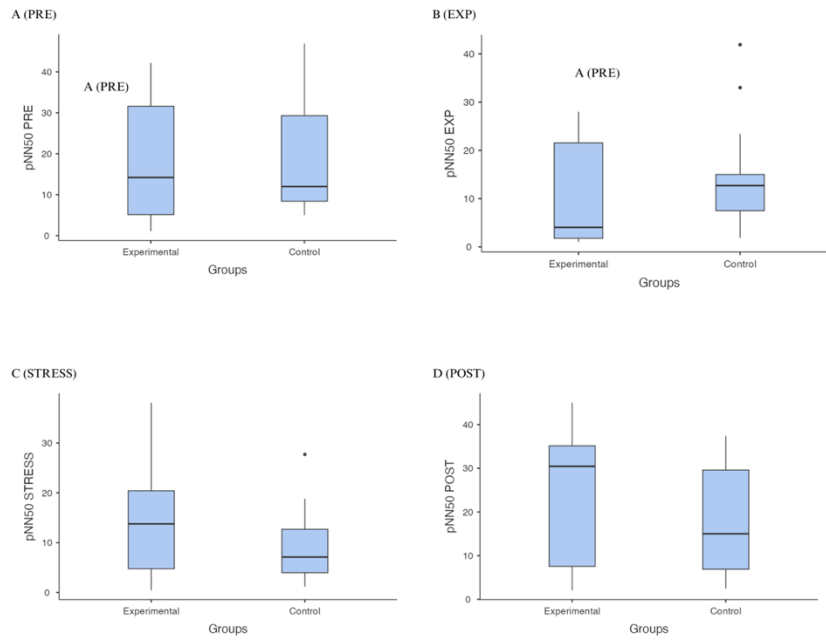 A (PRE)
40
30
20
10
0
pNN50 PRE
A (PRE)
Experimental
Control
Groups
B (EXP)
40
30
20
10
0
pNN50 EXP
A (PRE)
Experimental
Control
Groups
C (STRESS)
30
20
10
0
pNN50 STRESS
Experimental
Control
Groups
D (POST)
40
30
20
10
0
pNN50 POST
Experimental
Control
Groups